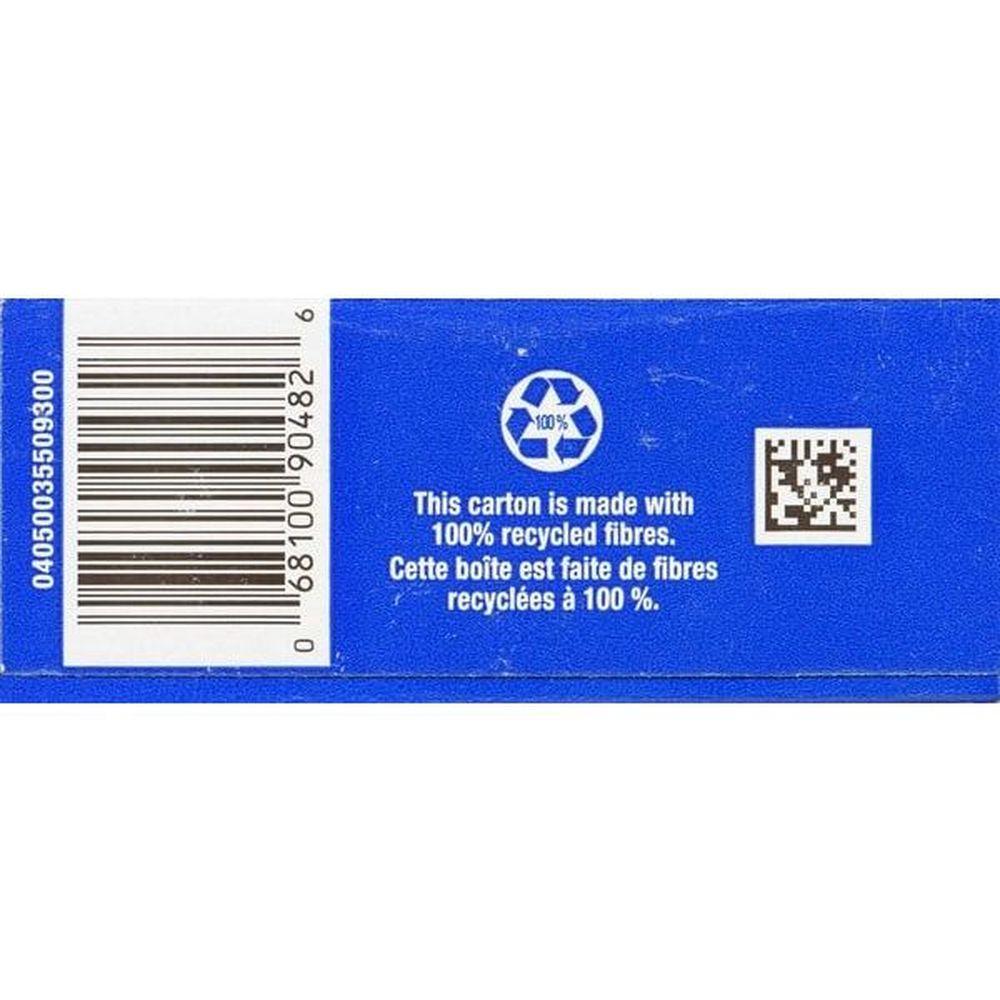 04050035509300
0 68100 90482 6
100%
This carton is made with
100% recycled fibres.
Cette boîte est faite de fibres
recyclées à 100 %.